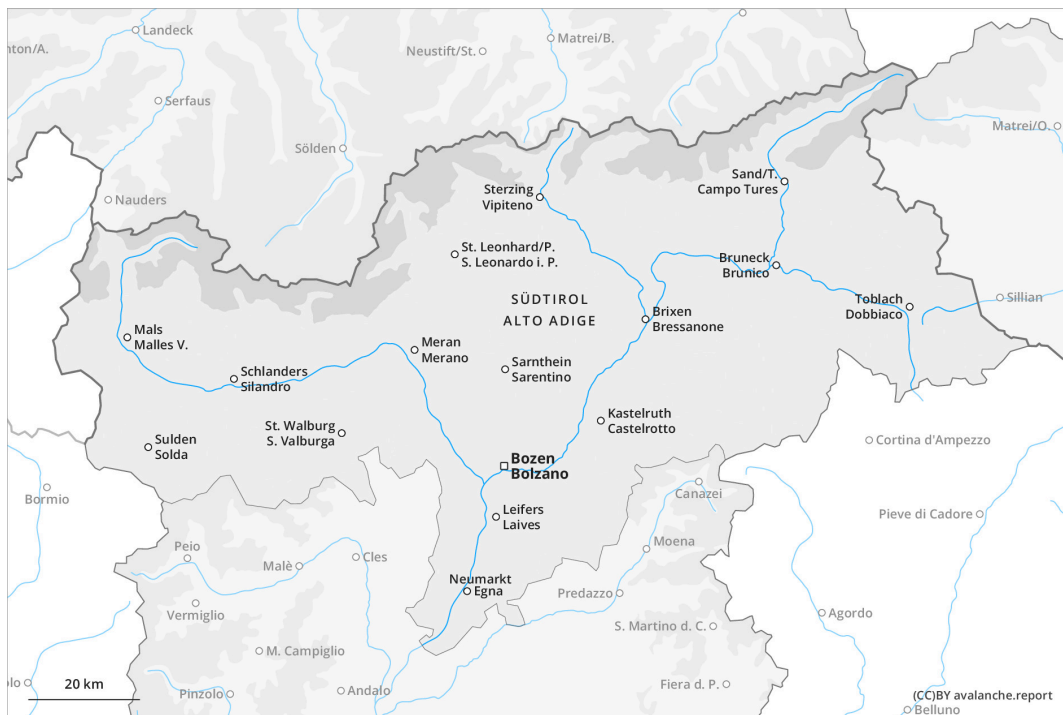 Landeck
Matrei/B.
Neustift/St.
nton/A.
Serfaus
Matrei/O.
Sölden
Sand/T.
Campo Tures
Sterzing
Vipiteno
Nauders
St. Leonhard/P.
S. Leonardo i. P.
Bruneck
Brunico
SÜDTIROL
ALTO ADIGE
Toblach
Dobbiaco
Sillian
Brixen
Bressanone
Mals
Malles V.
Meran
Merano
Sarnthein
Sarentino
Schlanders
Silandro
Kastelruth
Castelrotto
St. Walburg
S. Valburga
Sulden
Solda
Cortina d'Ampezzo
Bozen
Bolzano
Bormio
Canazei
Leifers
Laives
Pieve di Cadore
Moena
Peio
Cles
Malè
Neumarkt
Egna
Predazzo
Vermiglio
Agordo
S. Martino d. C.
M. Campiglio
20 km
olo
Pinzolo
Andalo
Fiera d. P.
(CC)BY avalanche.report
Belluno